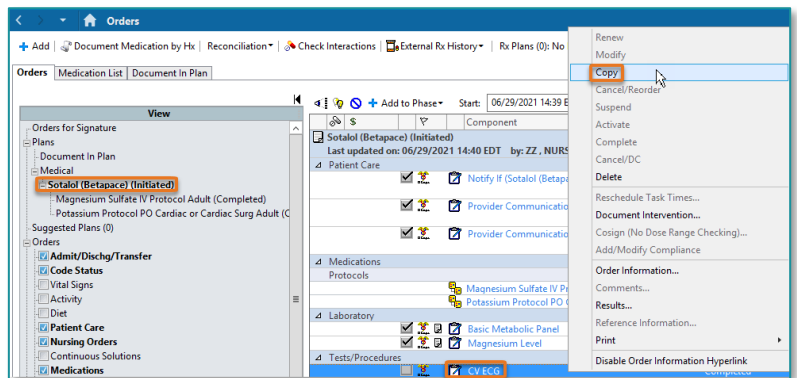 Orders
Add Document Medication by Hx Reconciliation Check Interactions External Rx History Rx Plans (0): No
Orders Medication List Document In Plan
View
Orders for Signature
Plans
Document In Plan
Medical
Sotalol (Betapace) (Initiated)
Magnesium Sulfate IV Protocol Adult (Completed)
Potassium Protocol PO Cardiac or Cardiac Surg Adult (C
Suggested Plans (0)
Orders
Admit/Dischg/Transfer
Code Status
Vital Signs
Activity
Diet
Patient Care
Nursing Orders
Continuous Solutions
Medications
Add to Phase Start: 06/29/2021 14:39 E
$ Component
Sotalol (Betapace) (Initiated)
Last updated on: 06/29/2021 14:40 EDT by: ZZ , NURS
Patient Care
Notify If (Sotalol (Betapa
Provider Communicatio
Provider Communicatio
Medications
Protocols
Magnesium Sulfate IV Pr
Potassium Protocol PO C
Laboratory
Basic Metabolic Panel
Magnesium Level
Tests/Procedures
CV ECG Completed
Renew
Modify
Copy
Cancel/Reorder
Suspend
Activate
Complete
Cancel/DC
Delete
Reschedule Task Times...
Document Intervention...
Cosign (No Dose Range Checking)...
Add/Modify Compliance
Order Information...
Comments...
Results...
Reference Information...
Print
Disable Order Information Hyperlink